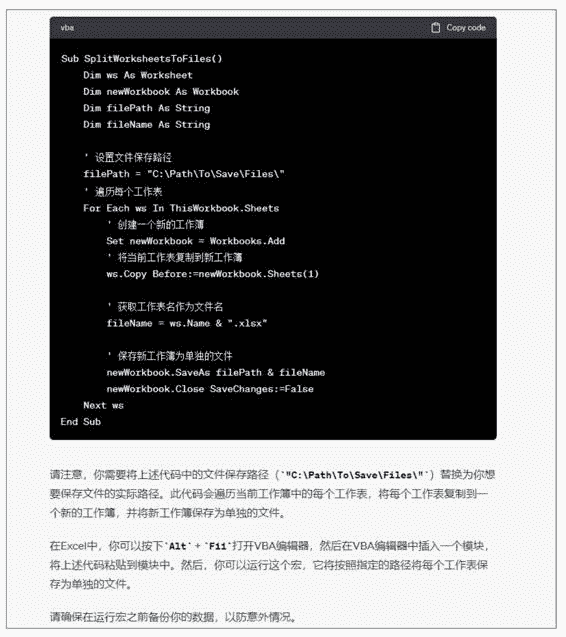 vba
Copy code
Sub SplitWorksheetsToFiles()
Dim ws As Worksheet
Dim newWorkbook As Workbook
Dim filePath As String
Dim fileName As String
' 设置文件保存路径
filePath = "C:\Path\To\Save\Files\"
' 遍历每个工作表
For Each ws In ThisWorkbook.Sheets
' 创建一个新的工作簿
Set newWorkbook = Workbooks.Add
' 将当前工作表复制到新工作簿
ws.Copy Before:=newWorkbook.Sheets(1)
' 获取工作表名作为文件名
fileName = ws.Name & ".xlsx"
' 保存新工作簿为单独的文件
newWorkbook.SaveAs filePath & fileName
newWorkbook.Close SaveChanges:=False
Next ws
End Sub
请注意，你需要将上述代码中的文件保存路径（`"C:\Path\To\Save\Files\"`）替换为你想
要保存文件的实际路径。此代码会遍历当前工作簿中的每个工作表，将每个工作表复制到一
个新的工作簿，并将新工作簿保存为单独的文件。
在Excel中，你可以按下`Alt` + `F11`打开VBA编辑器，然后在VBA编辑器中插入一个模块，
将上述代码粘贴到模块中。然后，你可以运行这个宏，它将按照指定的路径将每个工作表保
存为单独的文件。
请确保在运行宏之前备份你的数据，以防意外情况。